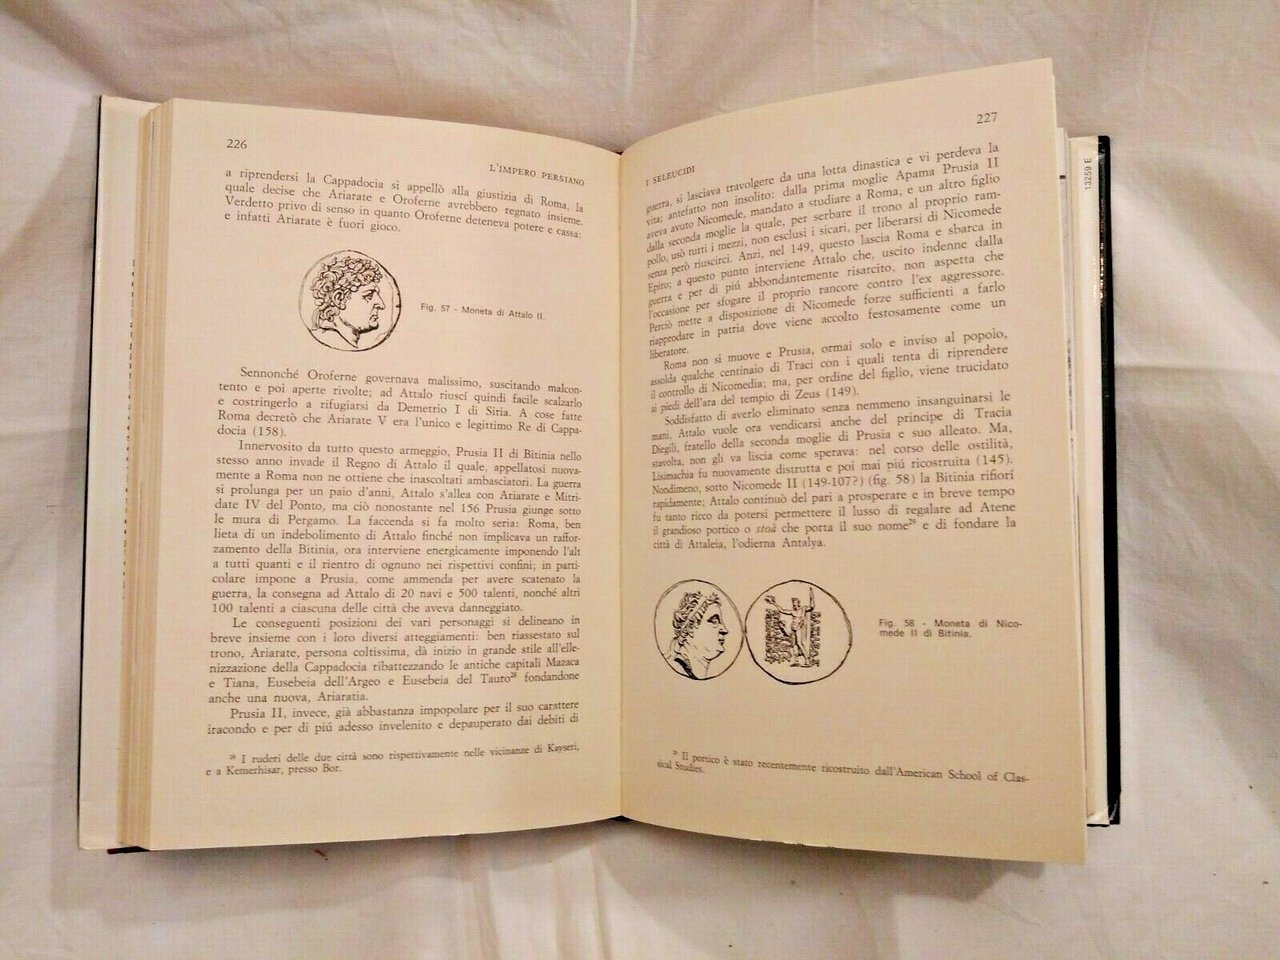 226
L'IMPERO PERSIANO
a riprendersi la Cappadocia si appellò alla giustizia di Roma, la
quale decise che Ariarate e Oroferne avrebbero regnato insieme.
Verdetto privo di senso in quanto Oroferne deteneva potere e cassa:
e infatti Ariarate è fuori gioco.
Fig. 57 - Moneta di Attalo II.
Sennonché Oroferne governava malissimo, suscitando malcon-
tento e poi aperte rivolte; ad Attalo riuscí quindi facile scalzarlo
e costringerlo a rifugiarsi da Demetrio I di Siria. A cose fatte
Roma decretò che Ariarate V era l'unico e legittimo Re di Cappa-
docia (158).
Innervosito da tutto questo armeggio, Prusia II di Bitinia nello
stesso anno invade il Regno di Attalo il quale, appellatosi nuova-
mente a Roma non ne ottiene che inascoltati ambasciatori. La guerra
si prolunga per un paio d'anni, Attalo s'allea con Ariarate e Mitri-
date IV del Ponto, ma ciò nonostante nel 156 Prusia giunge sotto
le mura di Pergamo. La faccenda si fa molto seria: Roma, ben
lieta di un indebolimento di Attalo finché non implicava un raffor-
zamento della Bitinia, ora interviene energicamente imponendo l'alt
a tutti quanti e il rientro di ognuno nei rispettivi confini; in parti-
colare impone a Prusia, come ammenda per avere scatenato la
guerra, la consegna ad Attalo di 20 navi e 500 talenti, nonché altri
100 talenti a ciascuna delle città che aveva danneggiato.
Le conseguenti posizioni dei vari personaggi si delineano in
breve insieme con i loro diversi atteggiamenti: ben riassestato sul
trono, Ariarate, persona coltissima, dà inizio in grande stile all'elle-
nizzazione della Cappadocia ribattezzando le antiche capitali Mazaca
e Tiana, Eusebeia dell'Argeo e Eusebeia del Tauro²⁸ fondandone
anche una nuova, Ariaratia.
Prusia II, invece, già abbastanza impopolare per il suo carattere
iracondo e per di piú adesso invelenito e depauperato dai debiti di
²⁸ I ruderi delle due città sono rispettivamente nelle vicinanze di Kayseri,
e a Kemerhisar, presso Bor.
227
I SELEUCIDI
guerra, si lasciava travolgere da una lotta dinastica e vi perdeva la
vita; antefatto non insolito: dalla prima moglie Apama Prusia II
aveva avuto Nicomede, mandato a studiare a Roma, e un altro figlio
dalla seconda moglie la quale, per serbare il trono al proprio ram-
pollo, usò tutti i mezzi, non esclusi i sicari, per liberarsi di Nicomede
senza però riuscirci. Anzi, nel 149, questo lascia Roma e sbarca in
Epiro; a questo punto interviene Attalo che, uscito indenne dalla
guerra e per di piú abbondantemente risarcito, non aspetta che
l'occasione per sfogare il proprio rancore contro l'ex aggressore.
Perciò mette a disposizione di Nicomede forze sufficienti a farlo
riapprodare in patria dove viene accolto festosamente come un
liberatore.
Roma non si muove e Prusia, ormai solo e inviso al popolo,
assolda qualche centinaio di Traci con i quali tenta di riprendere
il controllo di Nicomedia; ma, per ordine del figlio, viene trucidato
ai piedi dell'ara del tempio di Zeus (149).
Soddisfatto di averlo eliminato senza nemmeno insanguinarsi le
mani, Attalo vuole ora vendicarsi anche del principe di Tracia
Diegili, fratello della seconda moglie di Prusia e suo alleato. Ma,
stavolta, non gli va liscia come sperava: nel corso delle ostilità,
Lisimachia fu nuovamente distrutta e poi mai piú ricostruita (145).
Nondimeno, sotto Nicomede II (149-107?) (fig. 58) la Bitinia rifiorí
rapidamente; Attalo continuò del pari a prosperare e in breve tempo
fu tanto ricco da potersi permettere il lusso di regalare ad Atene
il grandioso portico o stoà che porta il suo nome²⁹ e di fondare la
città di Attaleia, l'odierna Antalya.
Fig. 58 - Moneta di Nico-
mede II di Bitinia.
²⁹ Il portico è stato recentemente ricostruito dall'American School of Clas-
sical Studies.
13259 E